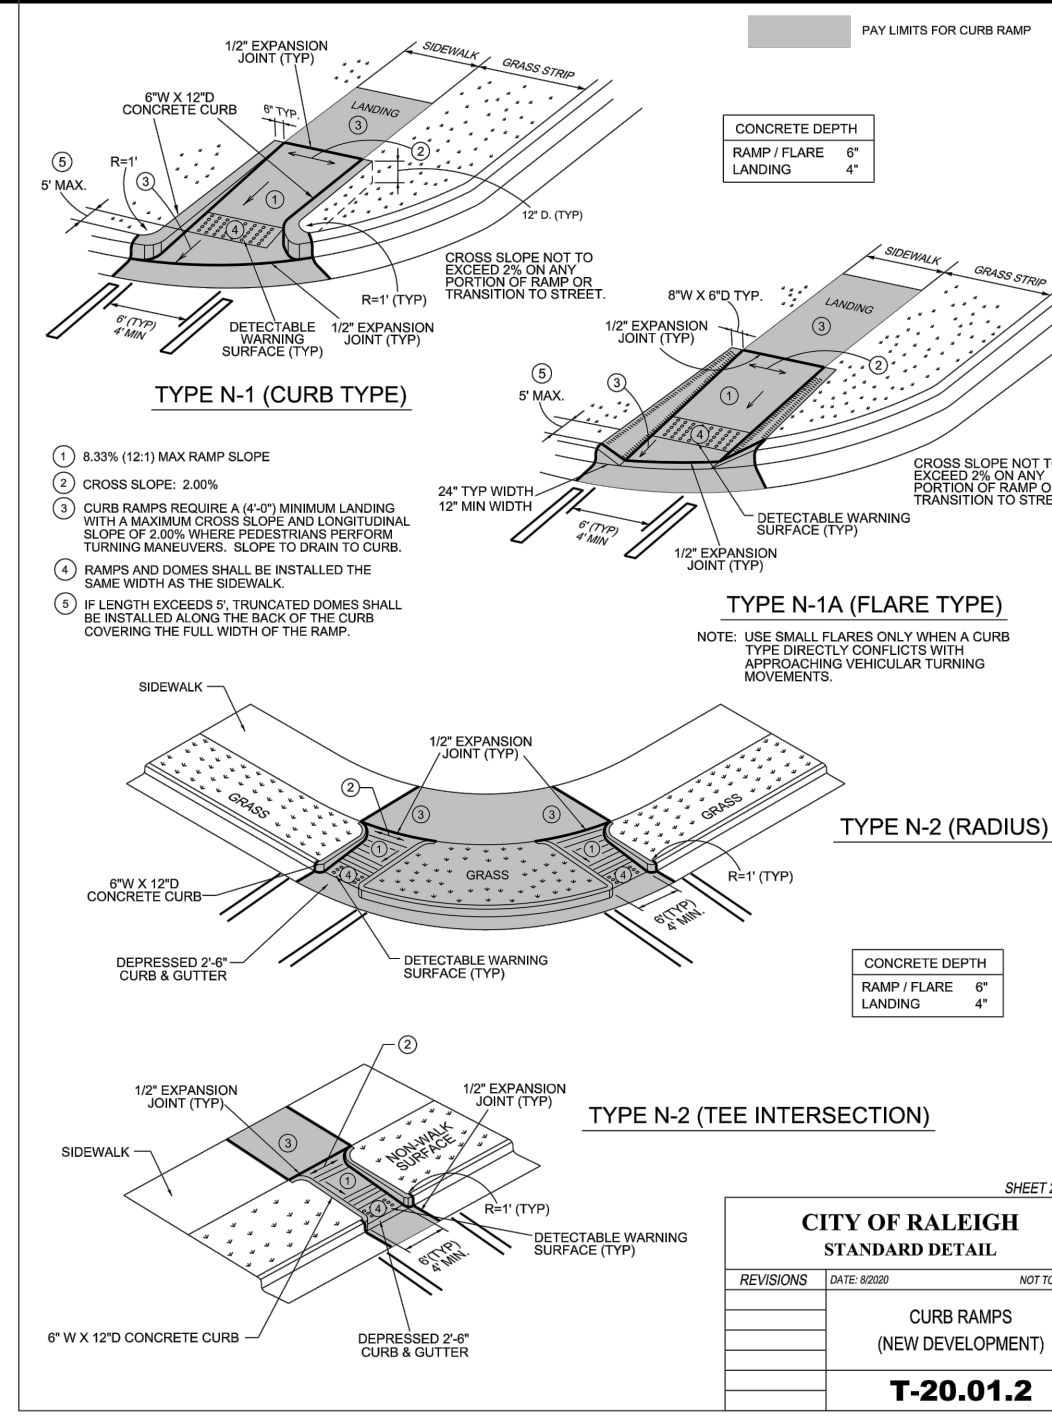 PAY LIMITS FOR CURB RAMP
1/2" EXPANSION
JOINT (TYP)
SIDEWALK
GRASS STRIP
6"W X 12"D
CONCRETE CURB
6" TYP.
LANDING
3
2
5
5' MAX.
R=1'
3
1
4
12" D. (TYP)
CROSS SLOPE NOT TO
EXCEED 2% ON ANY
PORTION OF RAMP OR
TRANSITION TO STREET.
R=1' (TYP)
6' (TYP)
4' MIN
DETECTABLE
WARNING
SURFACE (TYP)
1/2" EXPANSION
JOINT (TYP)
TYPE N-1 (CURB TYPE)
CONCRETE DEPTH
RAMP / FLARE 6"
LANDING 4"
SIDEWALK
GRASS STRIP
8"W X 6"D TYP.
LANDING
1/2" EXPANSION
JOINT (TYP)
3
2
5
5' MAX.
3
1
4
24" TYP WIDTH
12" MIN WIDTH
6' (TYP)
4' MIN
CROSS SLOPE NOT
EXCEED 2% ON ANY
PORTION OF RAMP
TRANSITION TO
DETECTABLE WARNING
SURFACE (TYP)
1/2" EXPANSION
JOINT (TYP)
TYPE N-1A (FLARE TYPE)
NOTE: USE SMALL FLARES ONLY WHEN A CURB
TYPE DIRECTLY CONFLICTS WITH
APPROACHING VEHICULAR TURNING
MOVEMENTS.
1 8.33% (12:1) MAX RAMP SLOPE
2 CROSS SLOPE: 2.00%
3 CURB RAMPS REQUIRE A (4'-0") MINIMUM LANDING
WITH A MAXIMUM CROSS SLOPE AND LONGITUDINAL
SLOPE OF 2.00% WHERE PEDESTRIANS PERFORM
TURNING MANEUVERS. SLOPE TO DRAIN TO CURB.
4 RAMPS AND DOMES SHALL BE INSTALLED THE
SAME WIDTH AS THE SIDEWALK.
5 IF LENGTH EXCEEDS 5', TRUNCATED DOMES SHALL
BE INSTALLED ALONG THE BACK OF THE CURB
COVERING THE FULL WIDTH OF THE RAMP.
SIDEWALK
1/2" EXPANSION
JOINT (TYP)
GRASS
2
3
3
GRASS
1
1
4
GRASS
4
6"W X 12"D
CONCRETE CURB
R=1' (TYP)
6'(TYP)
4' MIN.
DEPRESSED 2'-6"
CURB & GUTTER
DETECTABLE WARNING
SURFACE (TYP)
TYPE N-2 (RADIUS)
CONCRETE DEPTH
RAMP / FLARE 6"
LANDING 4"
2
1/2" EXPANSION
JOINT (TYP)
1/2" EXPANSION
JOINT (TYP)
SIDEWALK
3
NON-WALK
SURFACE
1
4
R=1' (TYP)
6'(TYP)
4' MIN.
DETECTABLE WARNING
SURFACE (TYP)
6" W X 12"D CONCRETE CURB
DEPRESSED 2'-6"
CURB & GUTTER
TYPE N-2 (TEE INTERSECTION)
SHEET
CITY OF RALEIGH
STANDARD DETAIL
REVISIONS
DATE: 8/2020
NOT
CURB RAMPS
(NEW DEVELOPMENT)
T-20.01.2